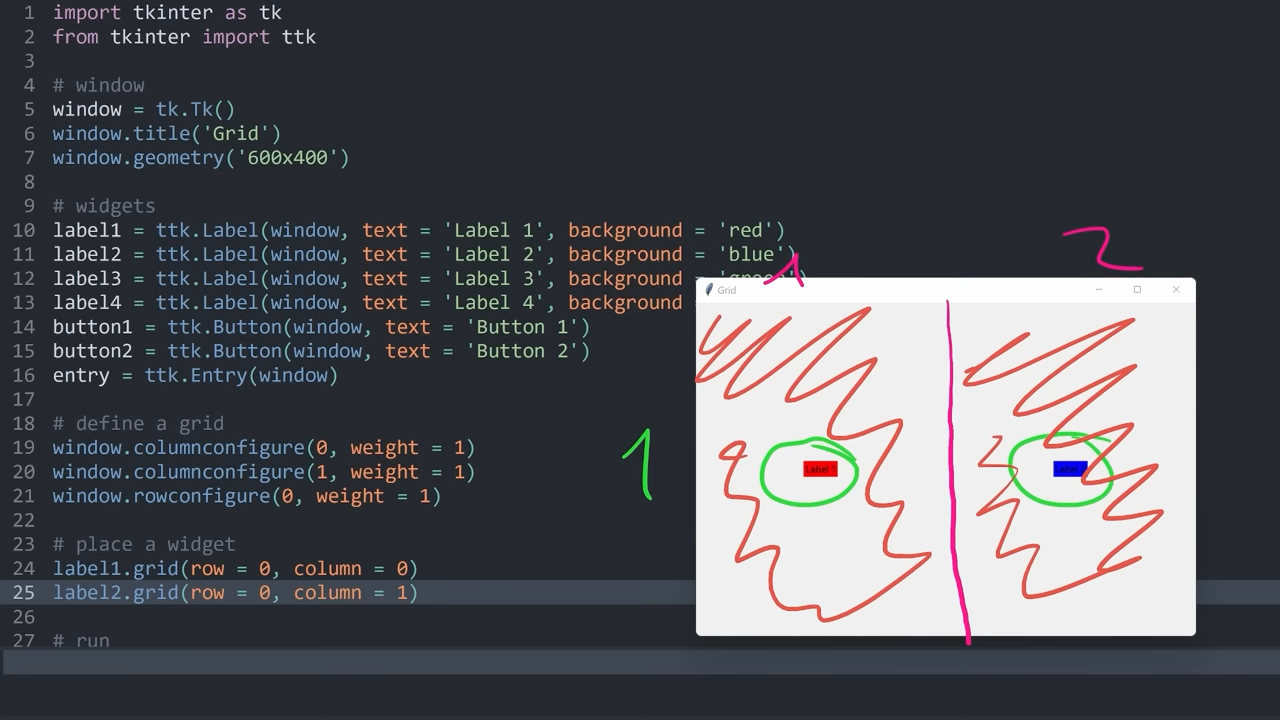 1 import tkinter as tk
2 from tkinter import ttk
3
4 # window
5 window = tk.Tk()
6 window.title('Grid')
7 window.geometry('600x400')
8
9 # widgets
10 label1 = ttk.Label(window, text = 'Label 1', background = 'red')
11 label2 = ttk.Label(window, text = 'Label 2', background = 'blue')
12 label3 = ttk.Label(window, text = 'Label 3', background = 'green')
13 label4 = ttk.Label(window, text = 'Label 4', background
14 button1 = ttk.Button(window, text = 'Button 1')
15 button2 = ttk.Button(window, text = 'Button 2')
16 entry = ttk.Entry(window)
17
18 # define a grid
19 window.columnconfigure(0, weight = 1)
20 window.columnconfigure(1, weight = 1)
21 window.rowconfigure(0, weight = 1)
22
23 # place a widget
24 label1.grid(row = 0, column = 0)
25 label2.grid(row = 0, column = 1)
26
27 # run
1
2
Grid
1
Label 1
Label